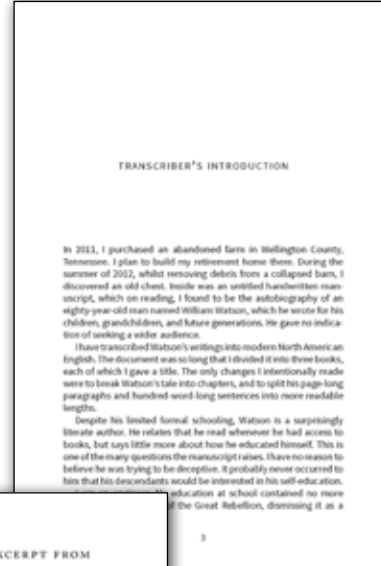 TRANSCRIBER'S INTRODUCTION
In 2011, I purchased an abandoned farm in Wellington County,
Tennessee. I plan to build my retirement home there. During the
summer of 2012, whilst removing debris from a collapsed barn, I
discovered an old chest. Inside was an untitled handwritten man-
uscript, which on reading, I found to be the autobiography of an
eighty-year-old man named William Watson, which he wrote for his
children, grandchildren, and future generations. He gave no indica-
tion of seeking a wider audience.
I have transcribed Watson's writings into modern North American
English. The document was so long that I divided it into three books,
each of which I gave a title. The only changes I intentionally made
were to break Watson's tale into chapters, and to split his page-long
paragraphs and hundred-word-long sentences into more readable
lengths.
Despite his limited formal schooling, Watson is a surprisingly
literate author. He relates that he read whenever he had access to
books, but says little more about how he educated himself. This is
one of the many questions the manuscript raises. I have no reason to
believe he was trying to be deceptive. It probably never occurred to
him that his descendants would be interested in his self-education.
education at school contained no more
of the Great Rebellion, dismissing it as a
3
XCERPT FROM